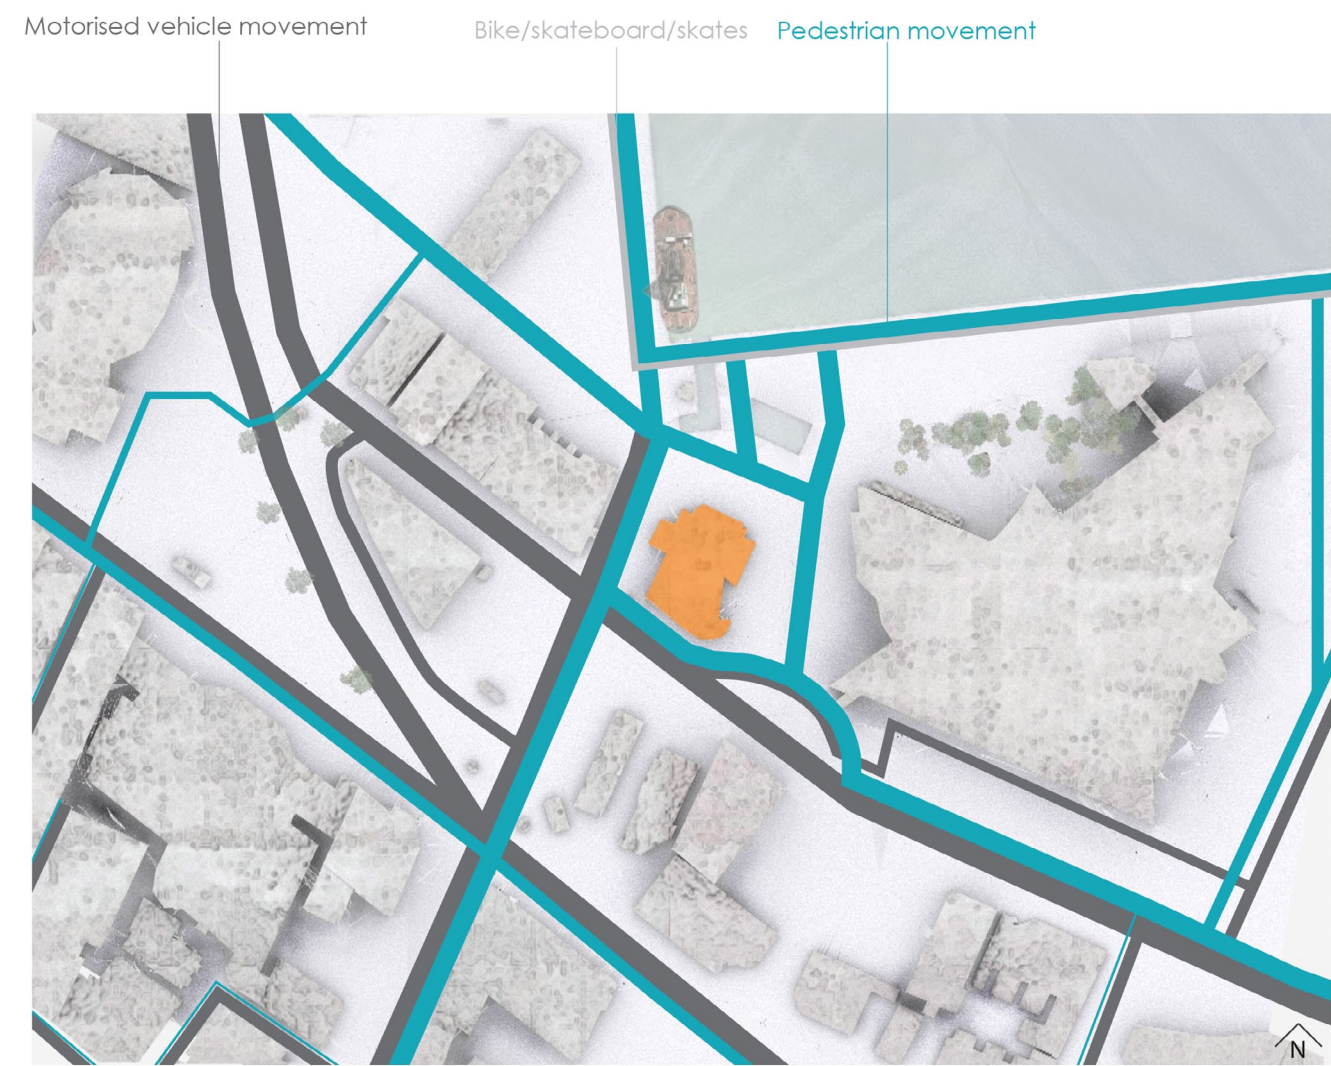 Motorised vehicle movement
Bike/skateboard/skates
Pedestrian movement
N